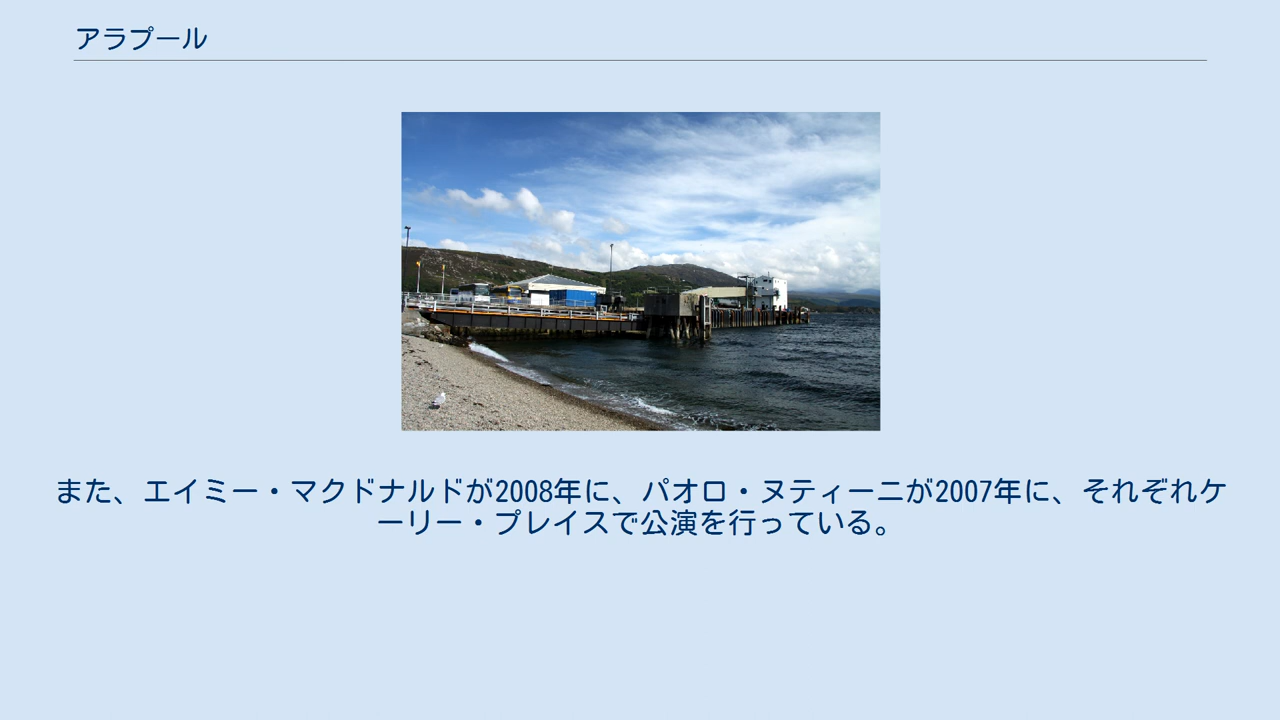 アラプール
また、エイミー・マクドナルドが2008年に、パオロ・ヌティーニが2007年に、それぞれケ
ーリー・プレイスで公演を行っている。